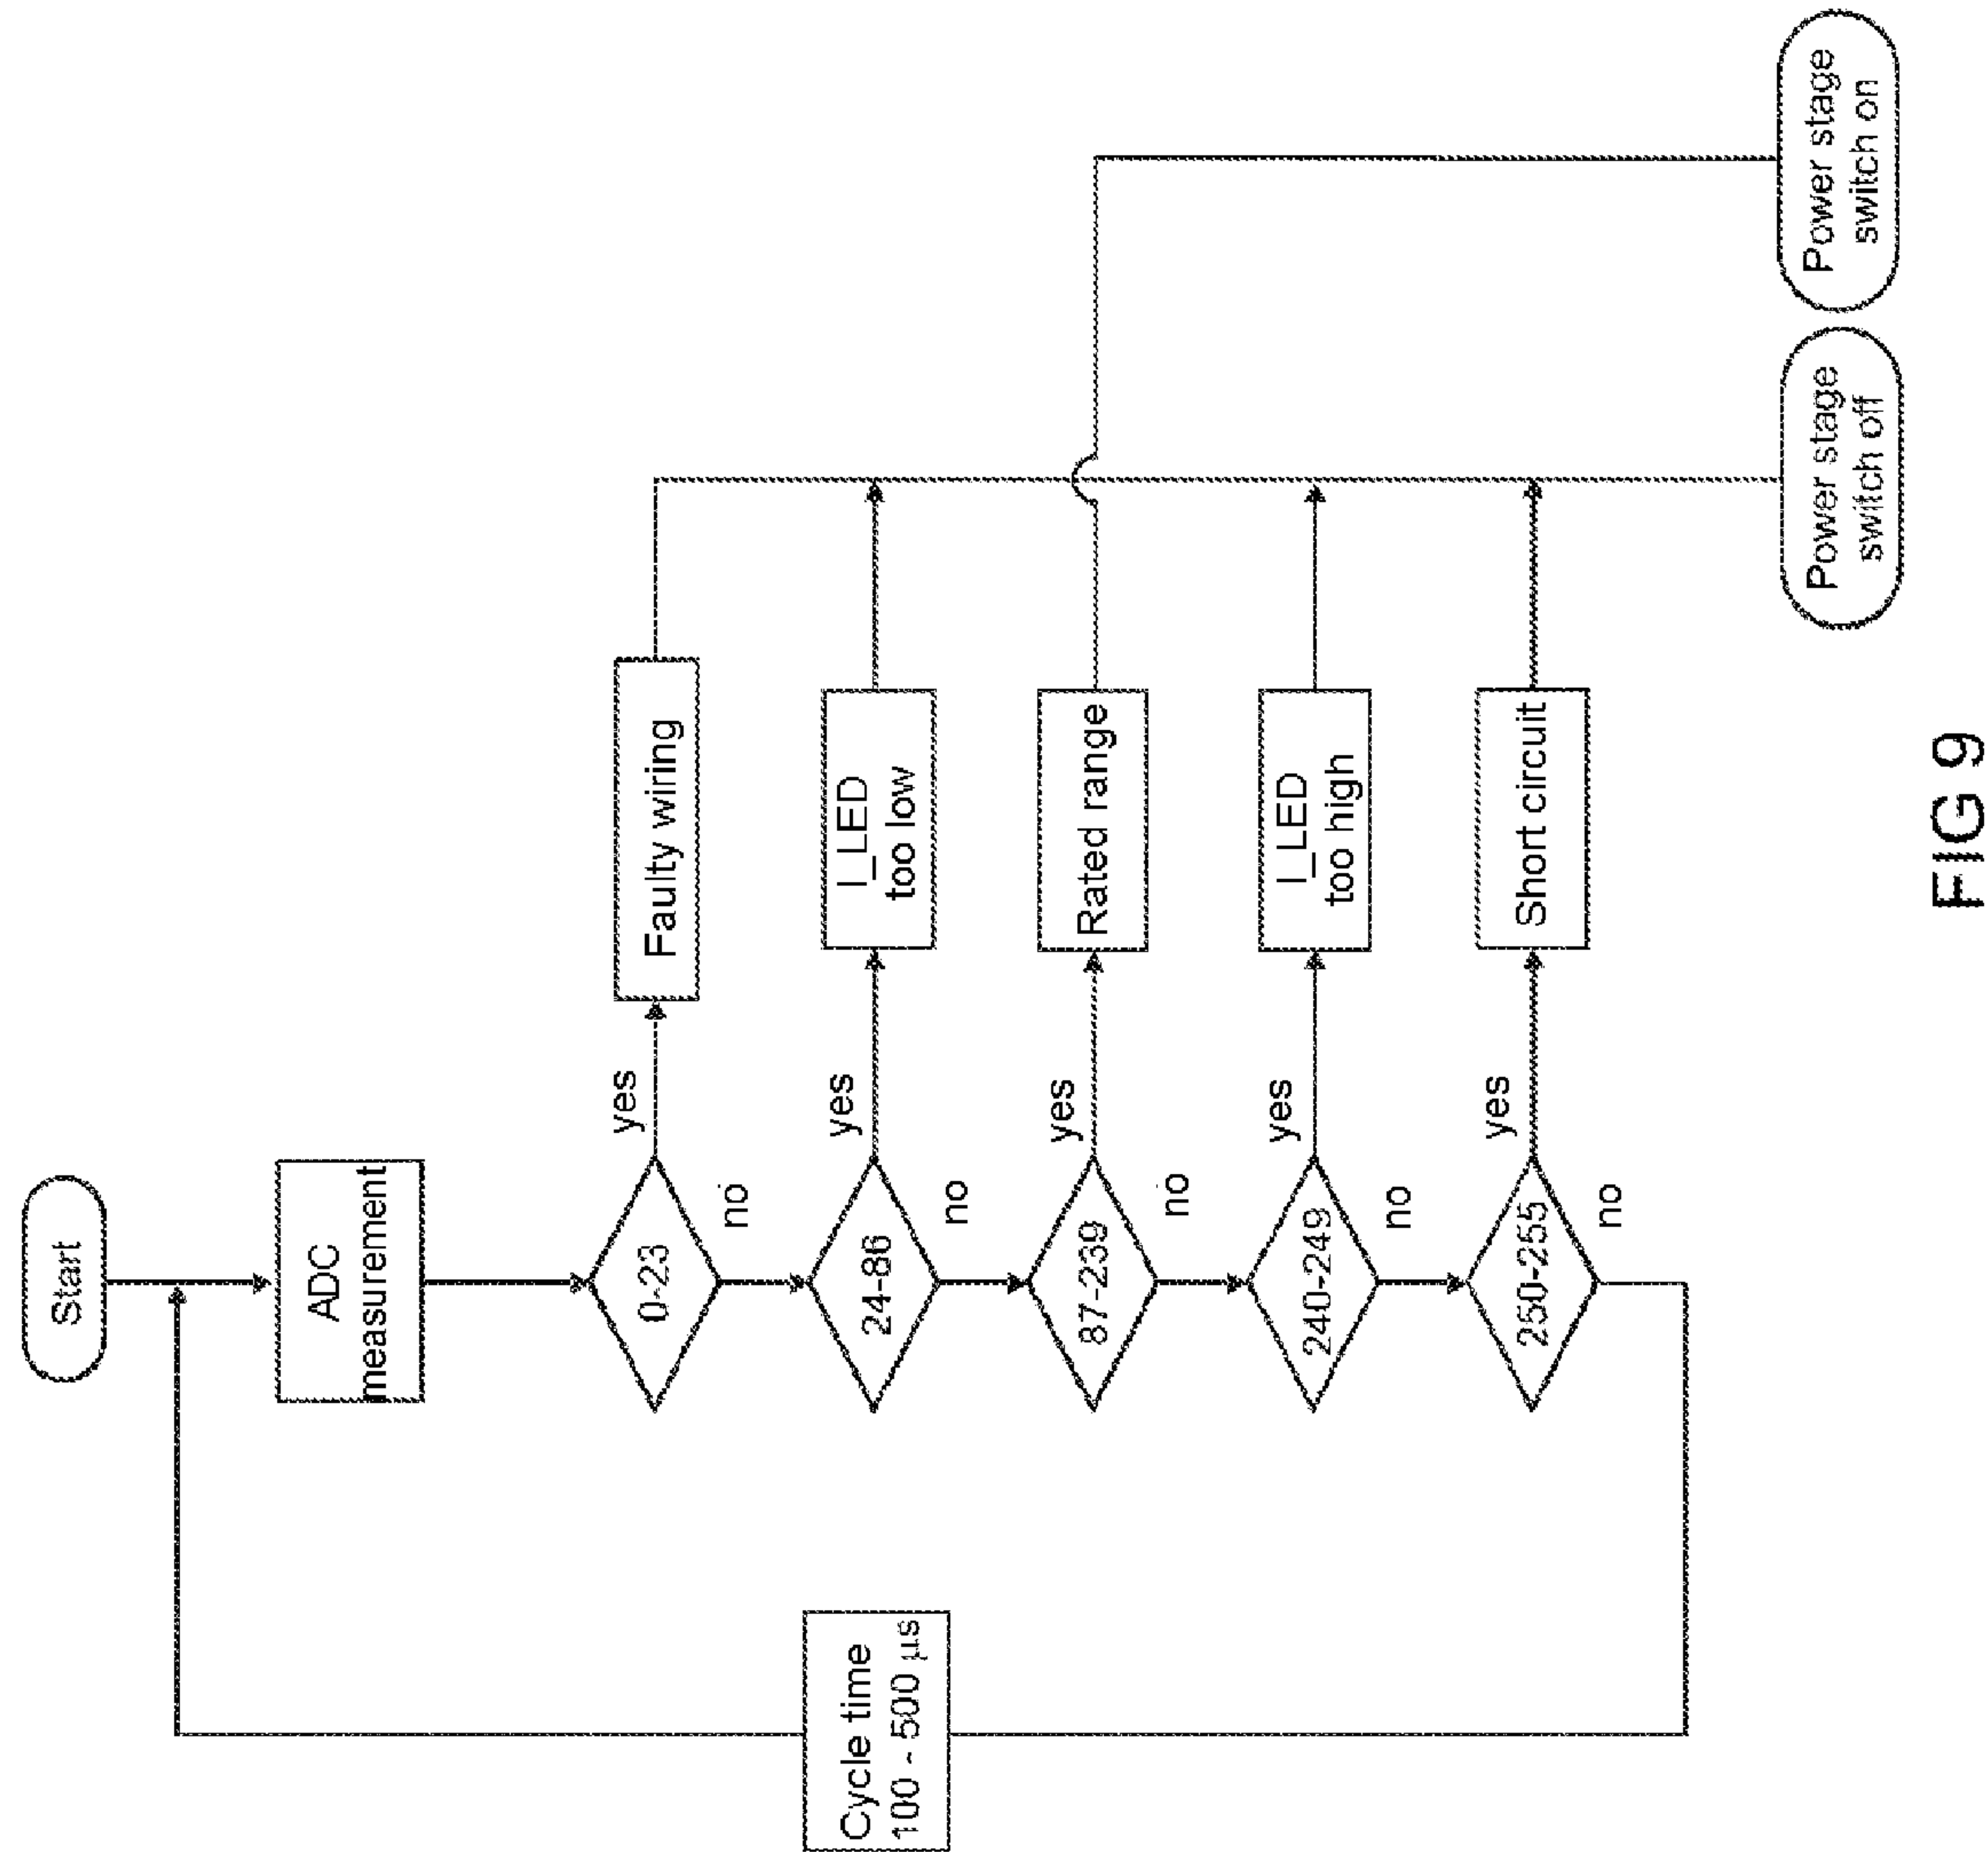 Start
ADC
measurement
0-23
yes
Faulty wiring
no
24-86
yes
I_LED
too low
no
87-239
yes
Rated range
no
240-249
yes
I_LED
too high
no
250-255
yes
Short circuit
no
Cycle time
100 - 500 µs
Power stage
switch off
Power stage
switch on
FIG 9